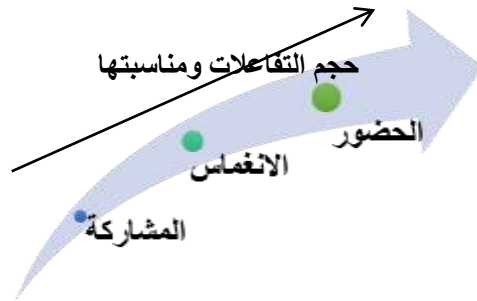 حجم التفاعلات ومناسبتها
الحضور
الانغماس
المشاركة